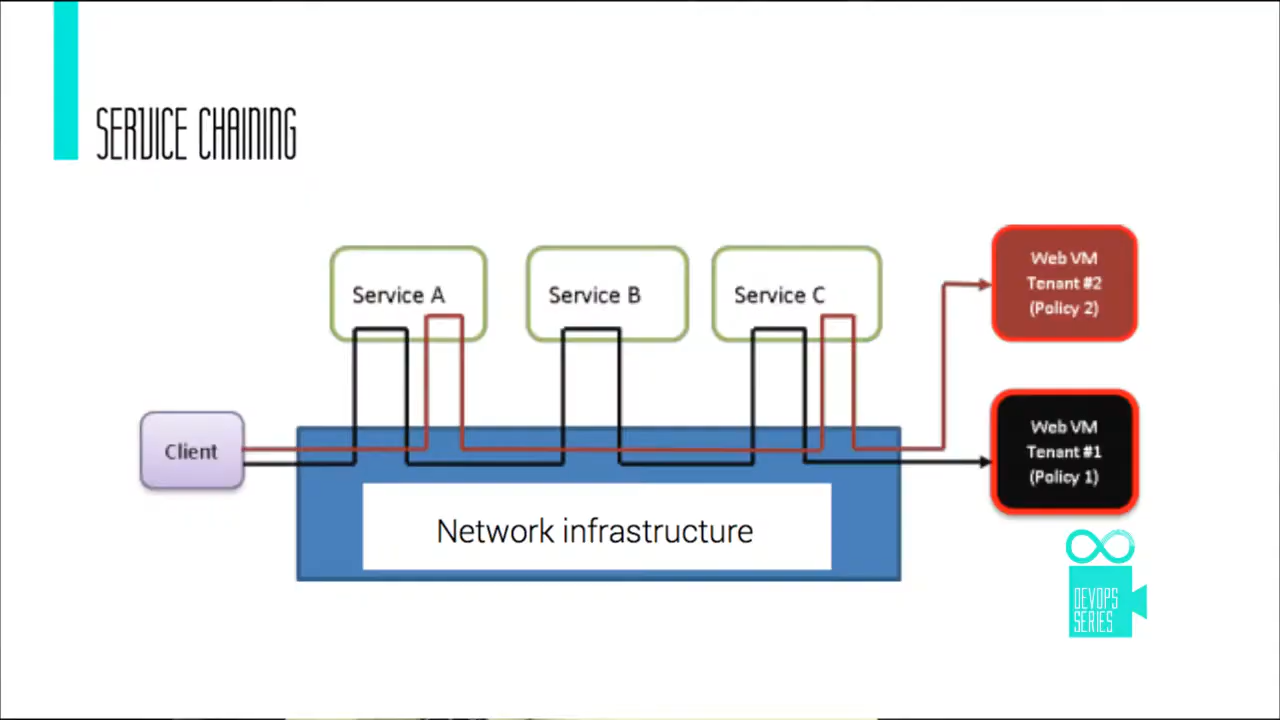 SERVICE CHAINING
Service A
Service B
Service C
Web VM
Tenant #2
(Policy 2)
Client
Web VM
Tenant #1
(Policy 1)
Network infrastructure
DEVOPS
SERIES